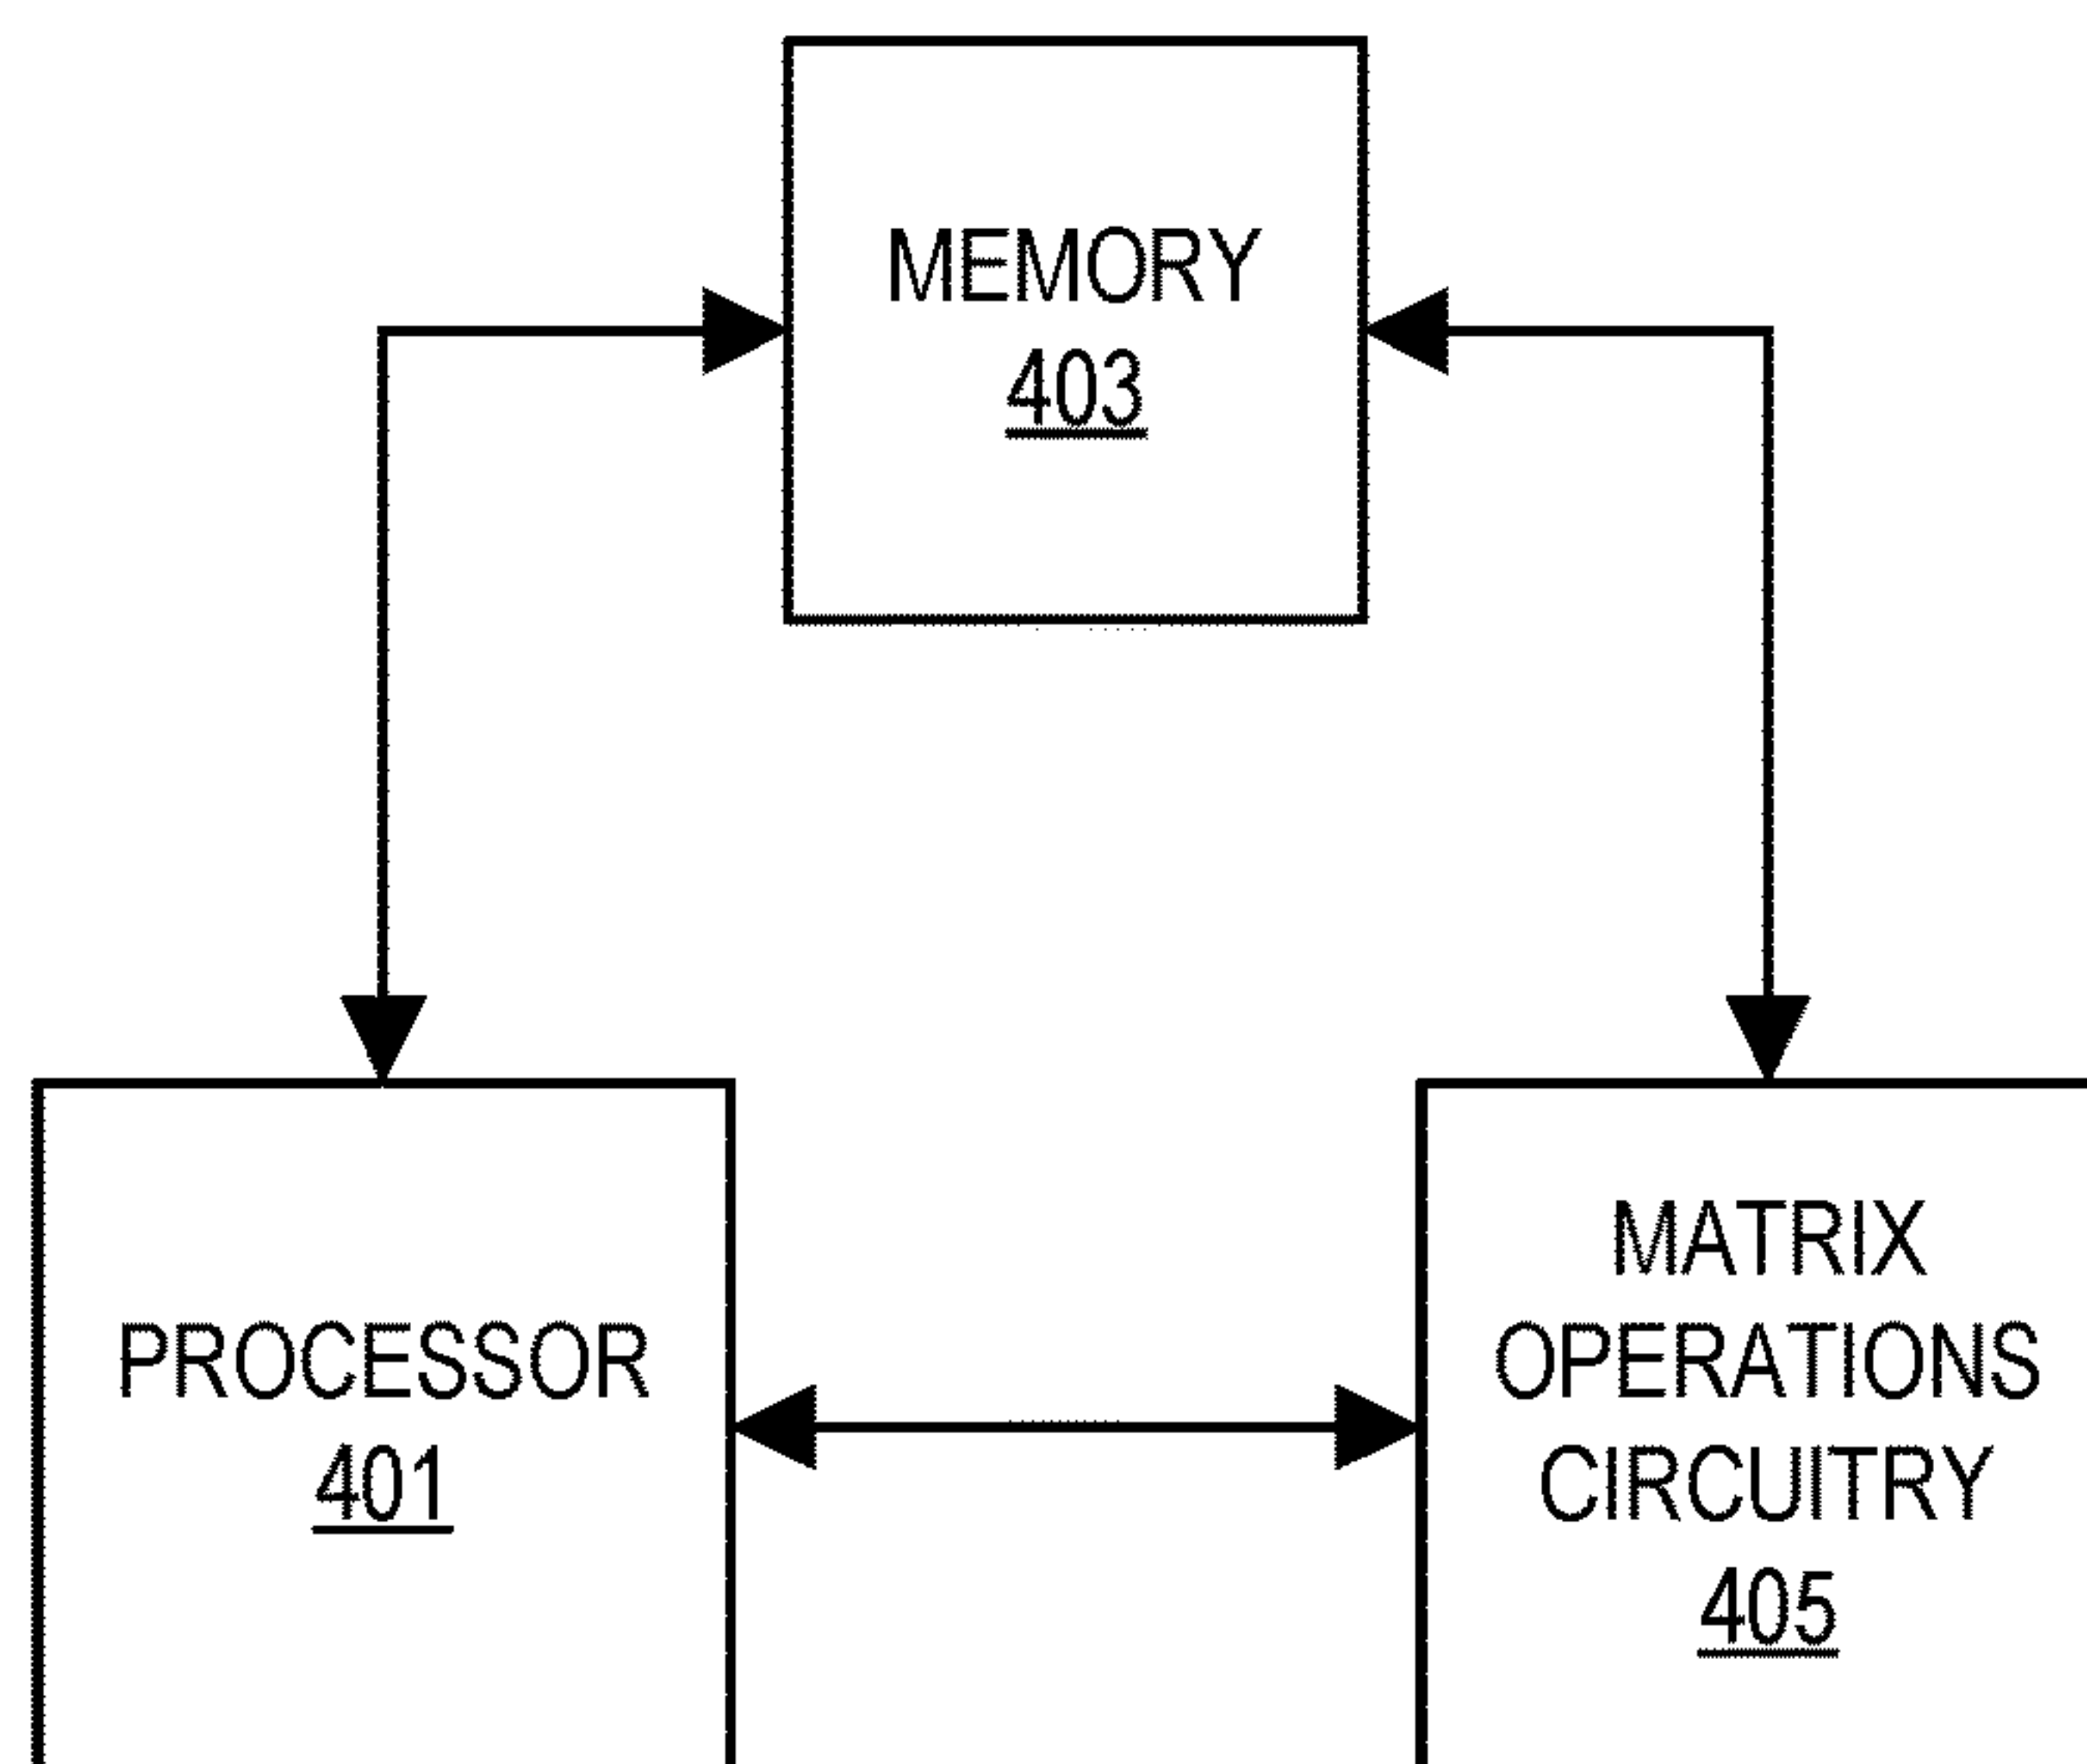 MEMORY
403
PROCESSOR
401
MATRIX
OPERATIONS
CIRCUITRY
405